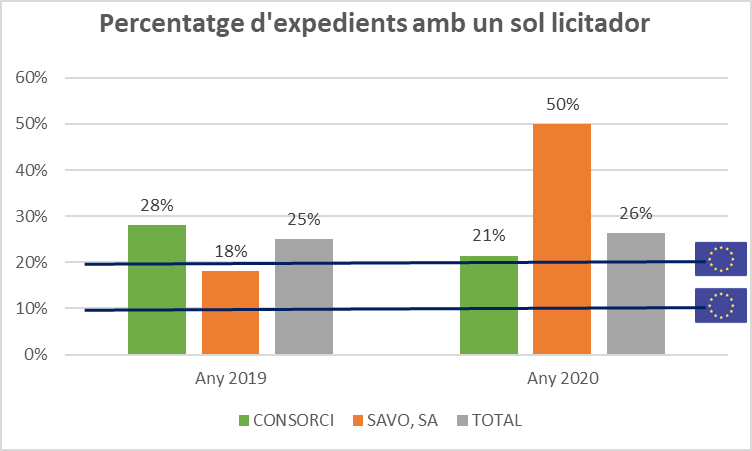 Percentatge d'expedients amb un sol licitador
60%
50%
40%
30%
20%
10%
0%
28%
18%
25%
21%
50%
26%
Any 2019
Any 2020
CONSORCI
SAVO, SA
TOTAL